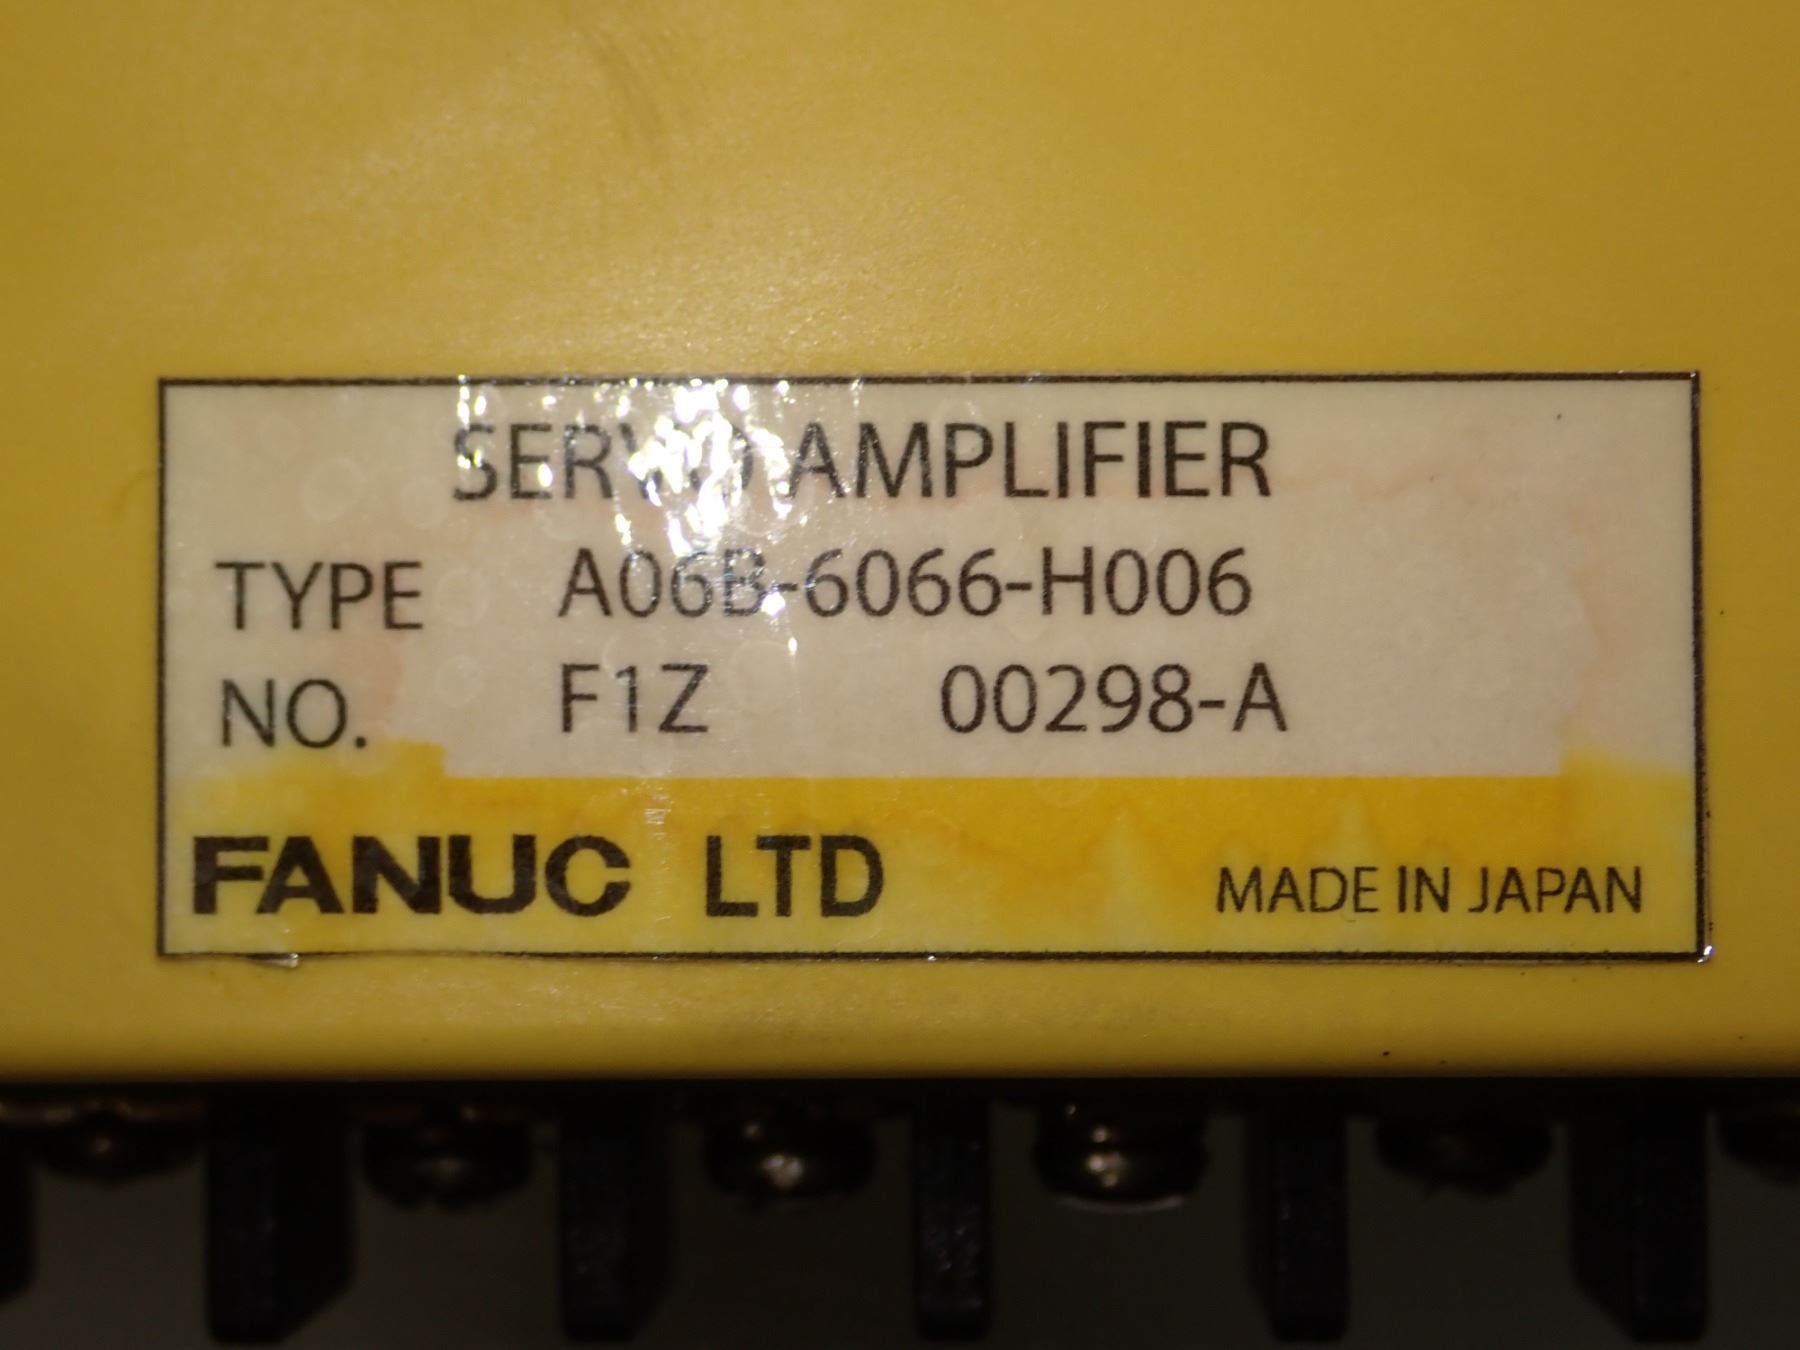 SERVO AMPLIFIER
TYPE A06B-6066-H006
NO. F1Z 00298-A
FANUC LTD MADE IN JAPAN